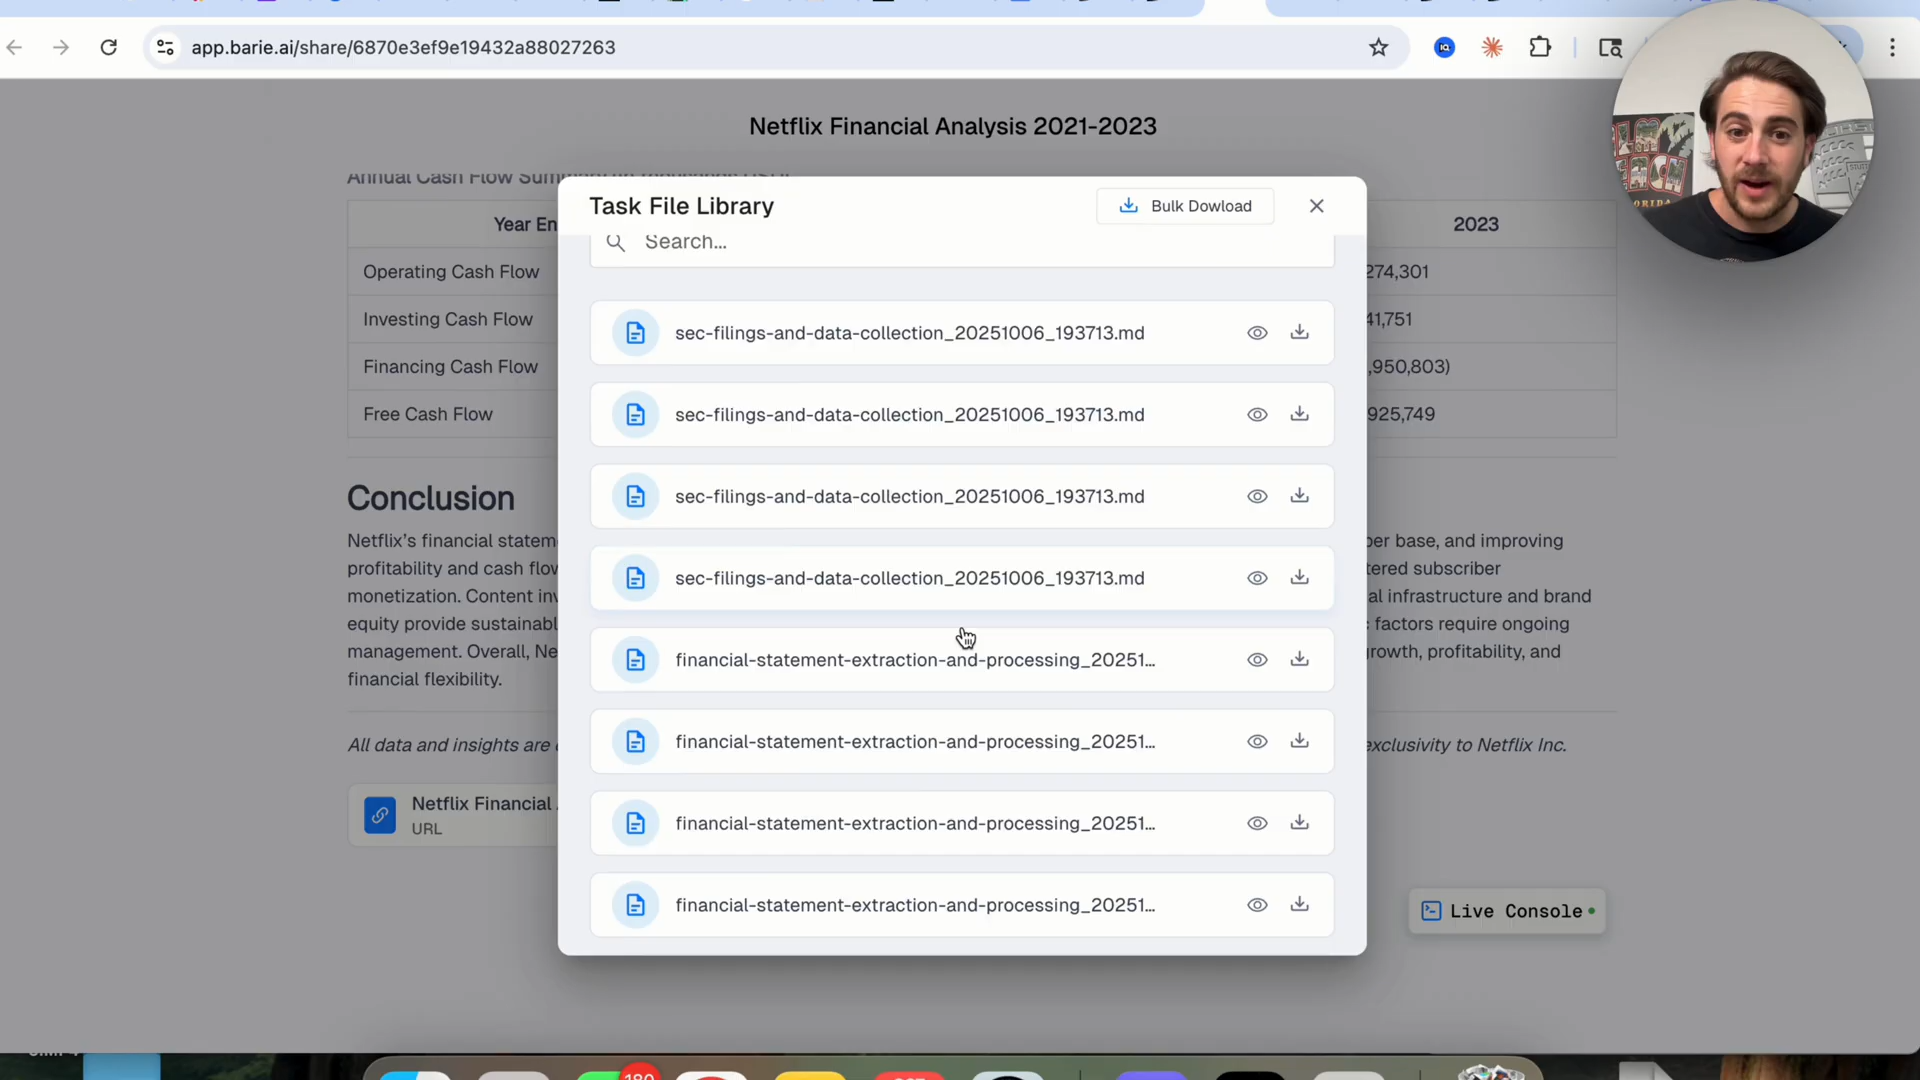 app.barie.ai/share/6870e3ef9e19432a88027263
Netflix Financial Analysis 2021-2023
Task File Library
Bulk Dowload
Search...
Year En
2023
Operating Cash Flow
274,301
Investing Cash Flow
41,751
Financing Cash Flow
,950,803)
Free Cash Flow
925,749
sec-filings-and-data-collection_20251006_193713.md
sec-filings-and-data-collection_20251006_193713.md
sec-filings-and-data-collection_20251006_193713.md
sec-filings-and-data-collection_20251006_193713.md
financial-statement-extraction-and-processing_20251...
financial-statement-extraction-and-processing_20251...
financial-statement-extraction-and-processing_20251...
financial-statement-extraction-and-processing_20251...
Conclusion
Netflix's financial statem
per base, and improving
profitability and cash flow
tered subscriber
monetization. Content inv
al infrastructure and brand
equity provide sustainabl
factors require ongoing
management. Overall, Ne
growth, profitability, and
financial flexibility.
All data and insights are
exclusivity to Netflix Inc.
Netflix Financial
URL
Live Console
180